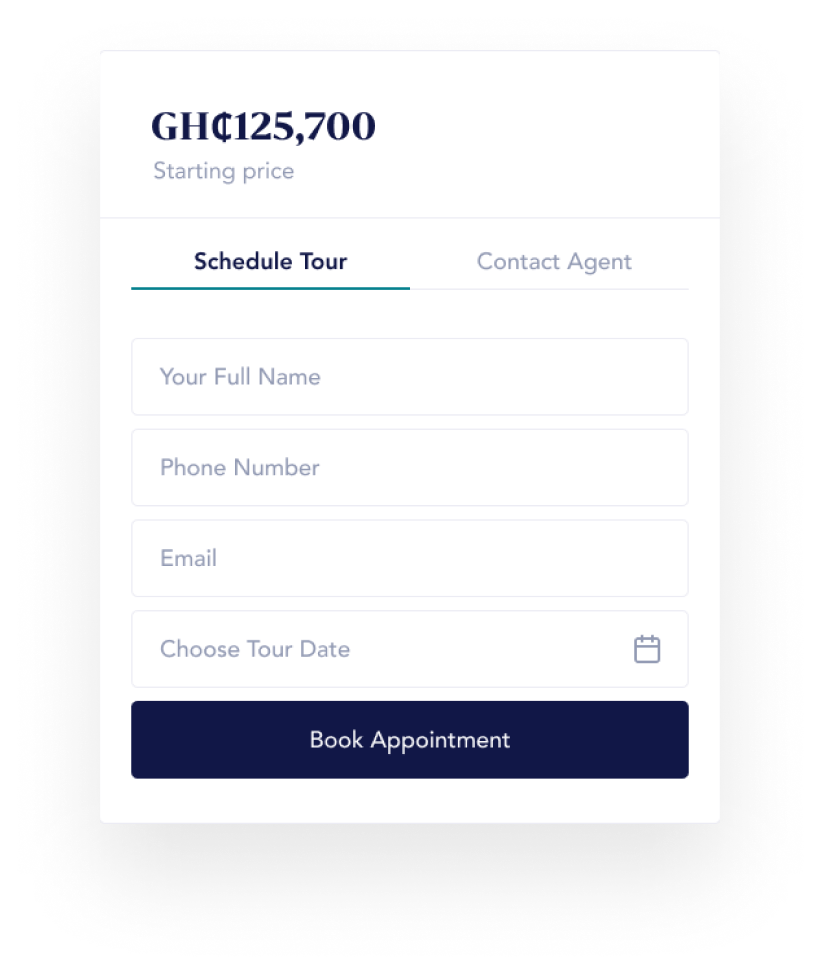 GH₵125,700
Starting price
Schedule Tour
Contact Agent
Your Full Name
Phone Number
Email
Choose Tour Date
Book Appointment